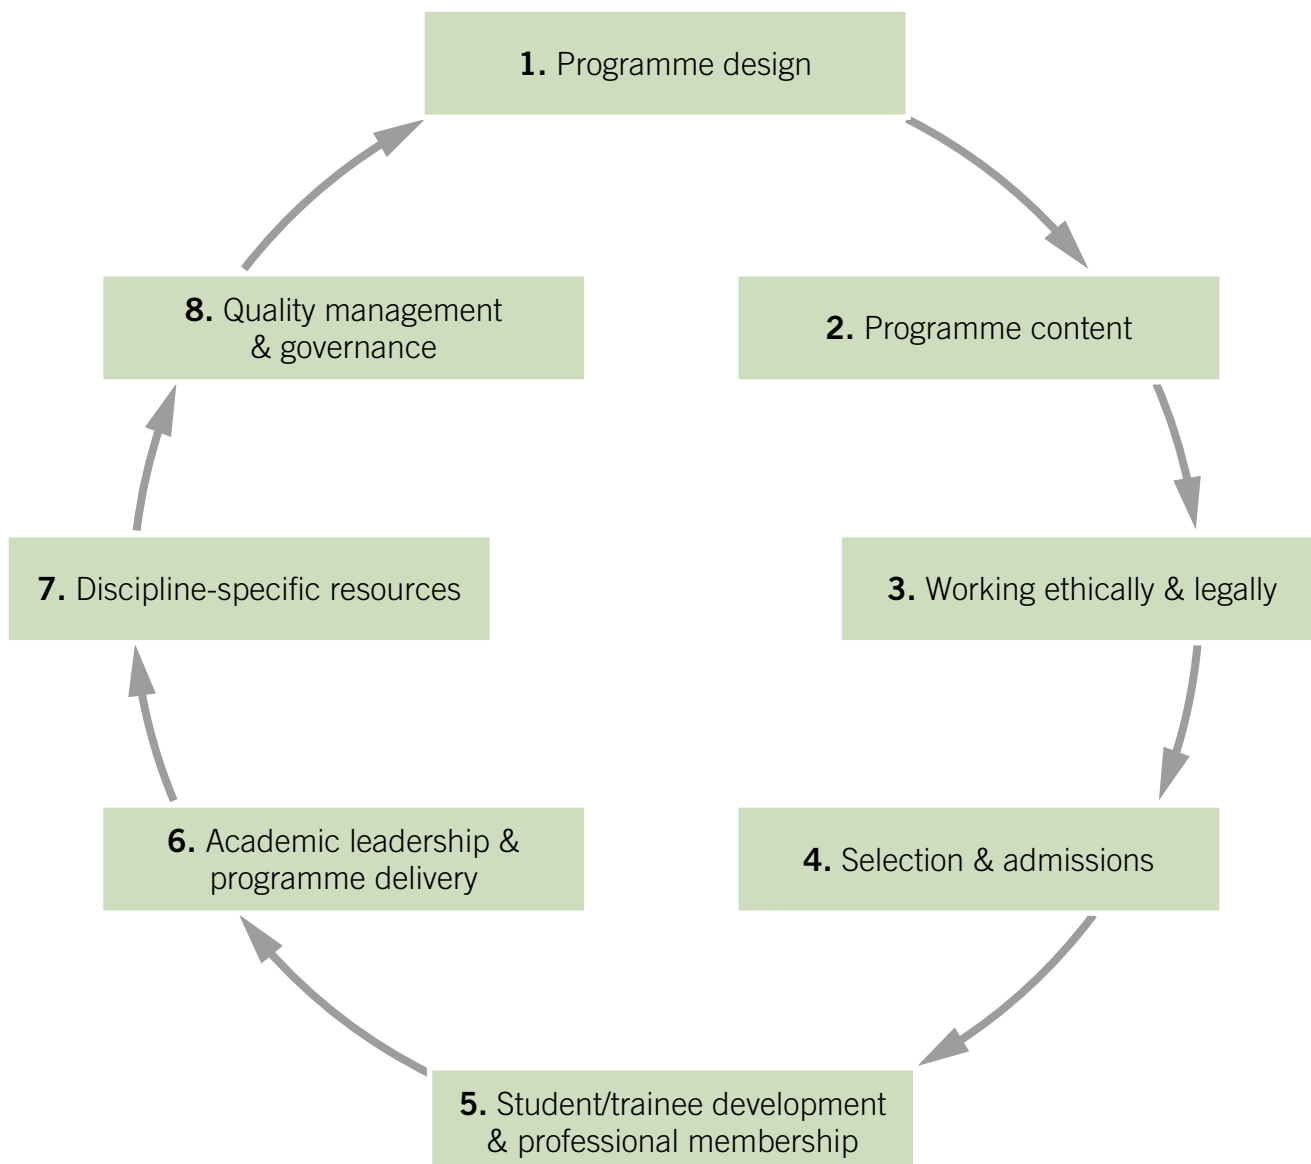 1. Programme design
2. Programme content
3. Working ethically & legally
4. Selection & admissions
5. Student/trainee development
& professional membership
6. Academic leadership &
programme delivery
7. Discipline-specific resources
8. Quality management
& governance